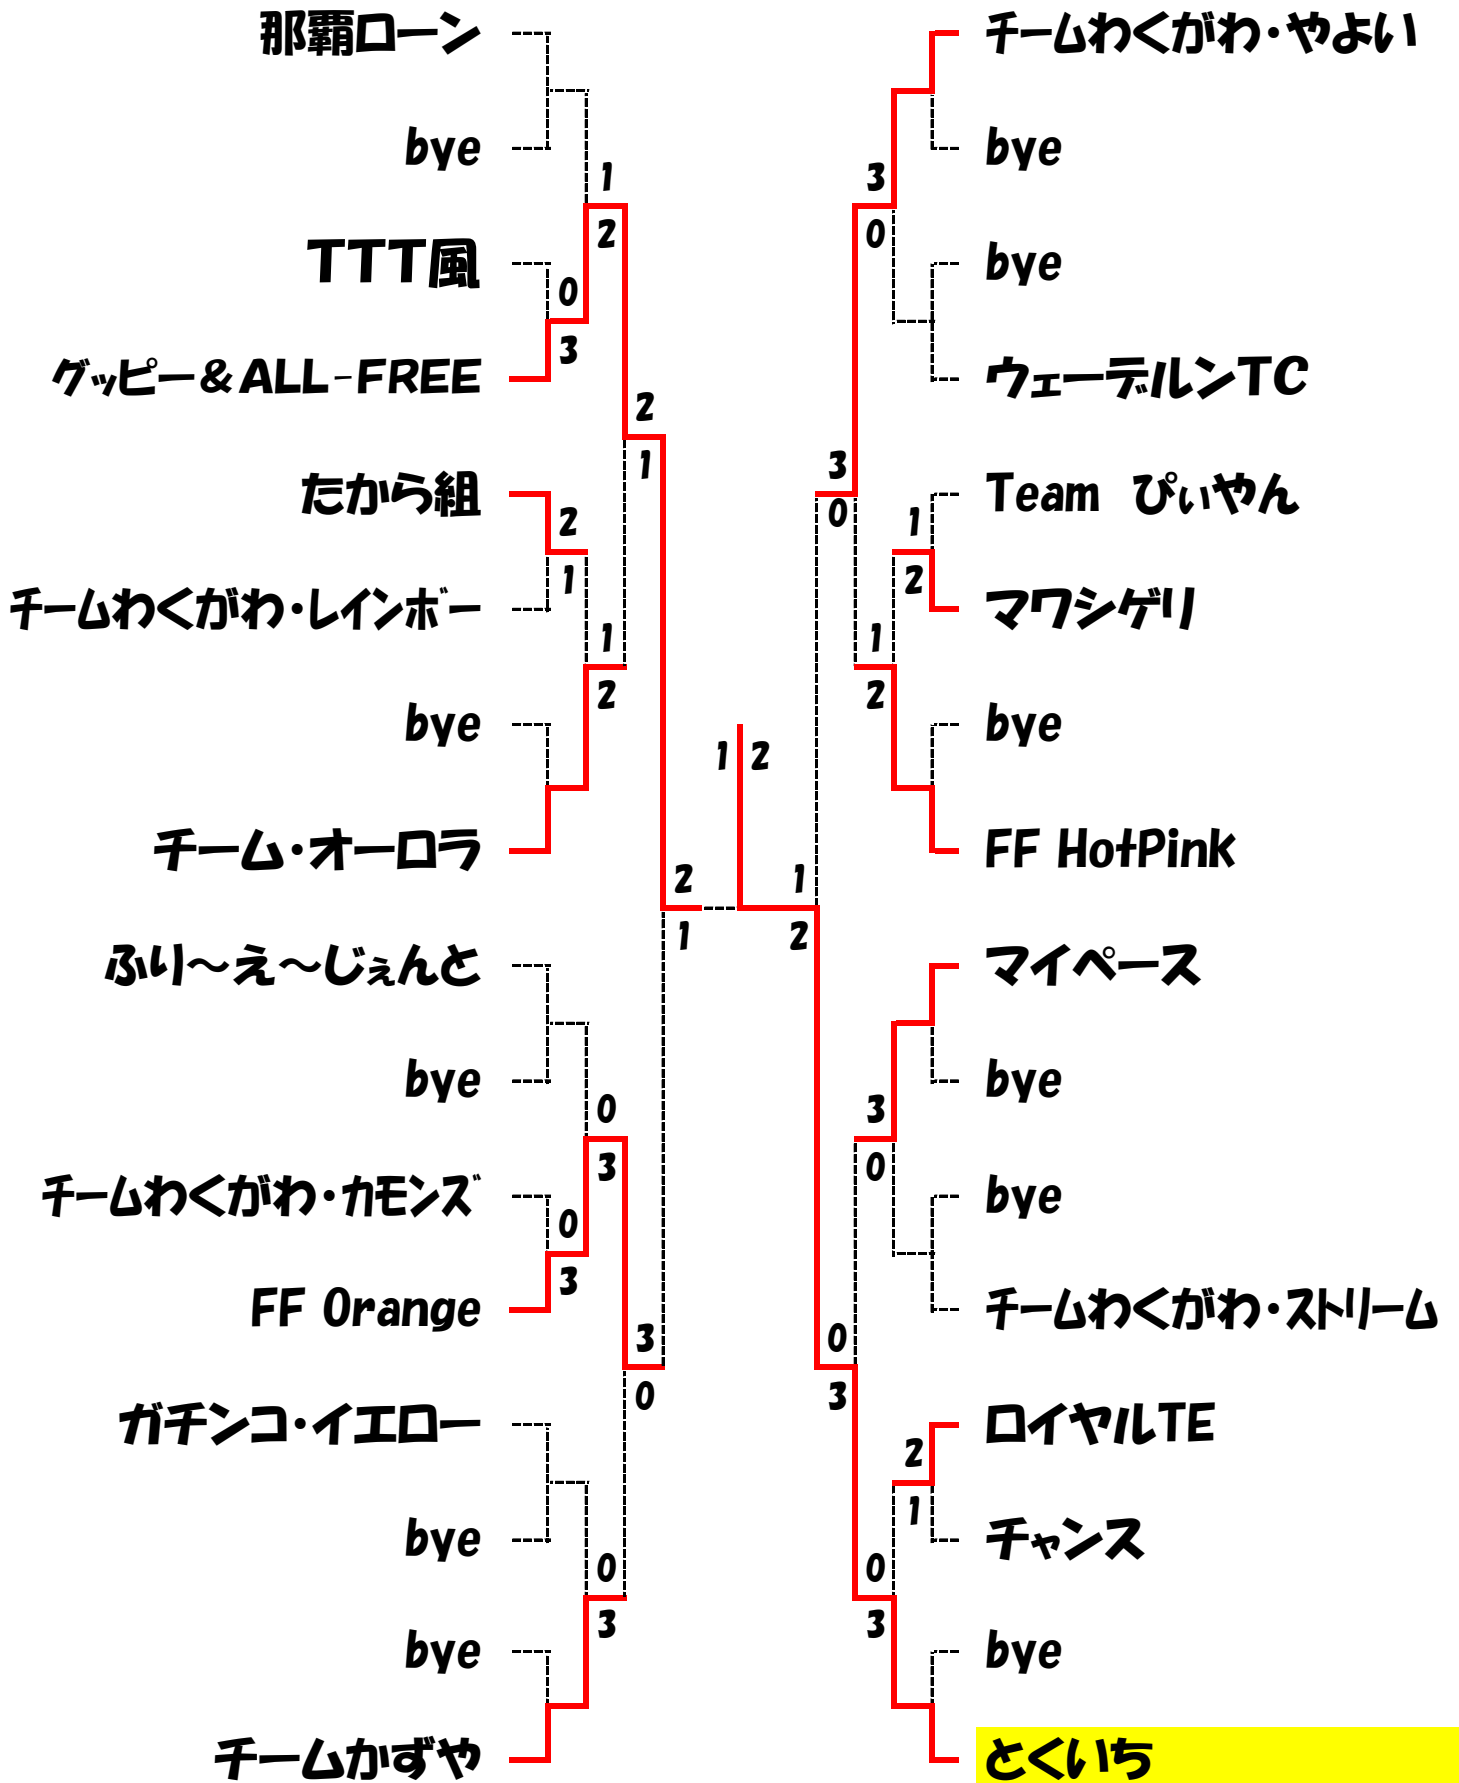 那覇ローン
bye
1
TTT風
2
0
グッピー＆ALL-FREE
3
2
たから組
1
2
チームわくがわ・レインボー
1
1
bye
2
チーム・オーロラ
2
ふり～え～じぇんと
1
bye
0
チームわくがわ・カモンズ
3
0
FF Orange
3
3
ガチンコ・イエロー
0
bye
0
bye
3
チームかずや
1 2
チームわくがわ・やよい
bye
3
bye
0
ウェーデルンTC
3
Team　ぴぃやん
0
1
マワシゲリ
2
1
bye
2
FF HotPink
1
マイペース
2
bye
3
bye
0
チームわくがわ・ストリーム
0
ロイヤルTE
3
2
チャンス
1
0
bye
3
とくいち